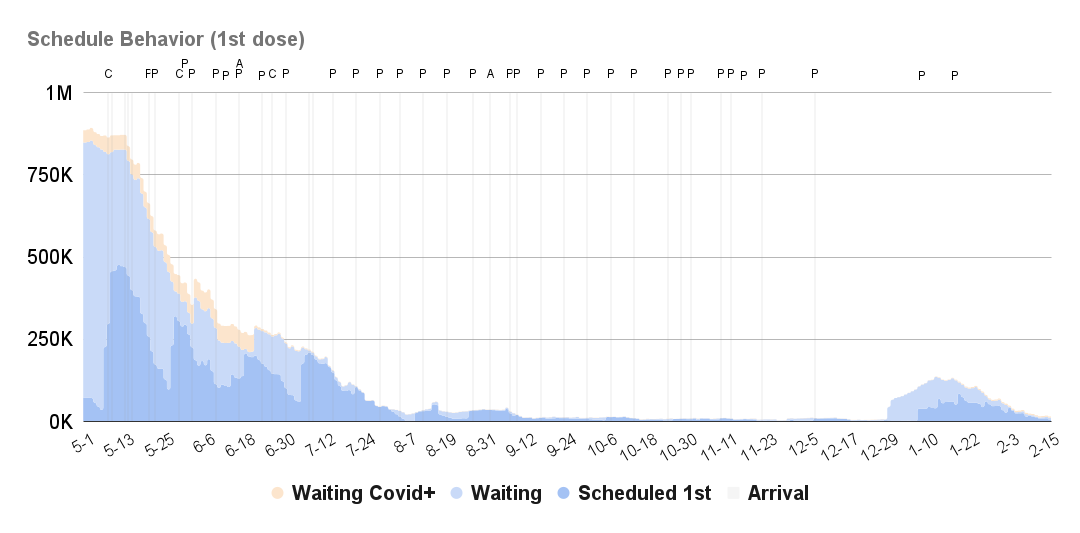 Schedule Behavior (1st dose)
P A
C F P C P P P P P C P P P P P P P P A P P P P P P P P P P P P P P P P P P
1M
750K
500K
250K
0K
5-1 5-13 5-25 6-6 6-18 6-30 7-12 7-24 8-7 8-19 8-31 9-12 9-24 10-6 10-18 10-30 11-11 11-23 12-5 12-17 12-29 1-10 1-22 2-3 2-15
Waiting Covid+ Waiting Scheduled 1st Arrival